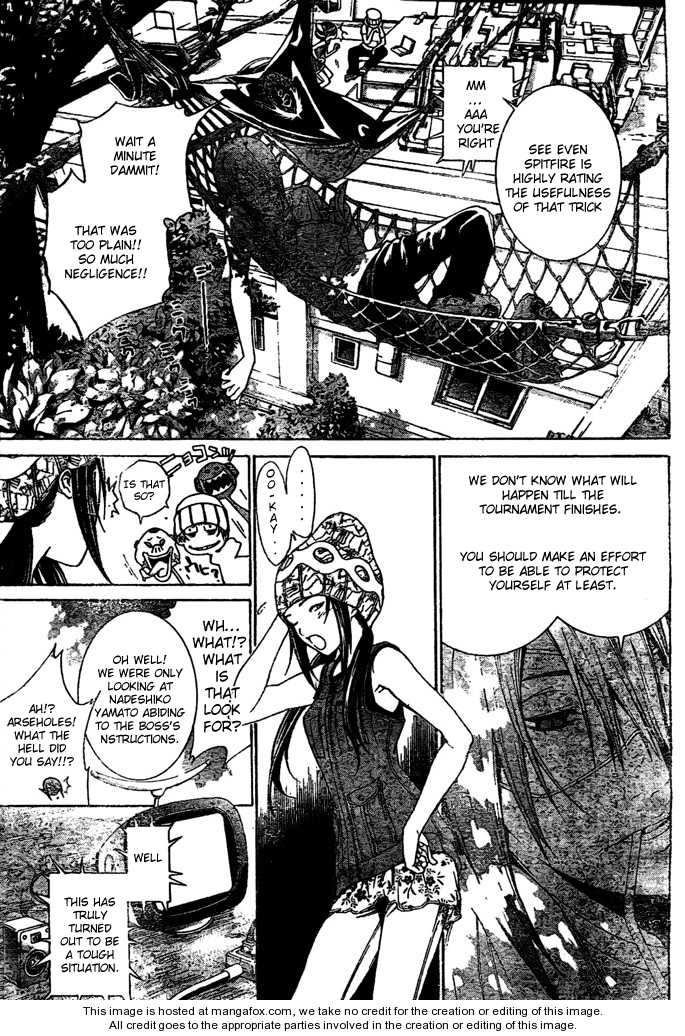 SEE EVEN
SPITFIRE IS
HIGHLY RATING
THE USEFULNESS
OF THAT TRICK
MM
...
AAA
YOU'RE
RIGHT
WAIT A
MINUTE
DAMMIT!
THAT WAS
TOO PLAIN!!
SO MUCH
NEGLIGENCE!!
WE DON'T KNOW WHAT WILL
HAPPEN TILL THE
TOURNAMENT FINISHES.
YOU SHOULD MAKE AN EFFORT
TO BE ABLE TO PROTECT
YOURSELF AT LEAST.
......
OO-KAY...
IS THAT
SO?
WH...
WHAT!?
WHAT
IS
THAT
LOOK
FOR?
OH WELL!
WE WERE ONLY
LOOKING AT
NADESHIKO
YAMATO ABIDING
TO THE BOSS'S
NSTRUCTIONS.
AH!?
ARSEHOLES!
WHAT THE
HELL DID
YOU SAY!!?
WELL
THIS HAS
TRULY
TURNED
OUT TO BE
A TOUGH
SITUATION.
This image is hosted at mangafox.com, we take no credit for the creation or editing of this image.
All credit goes to the appropriate parties involved in the creation or editing of this image.